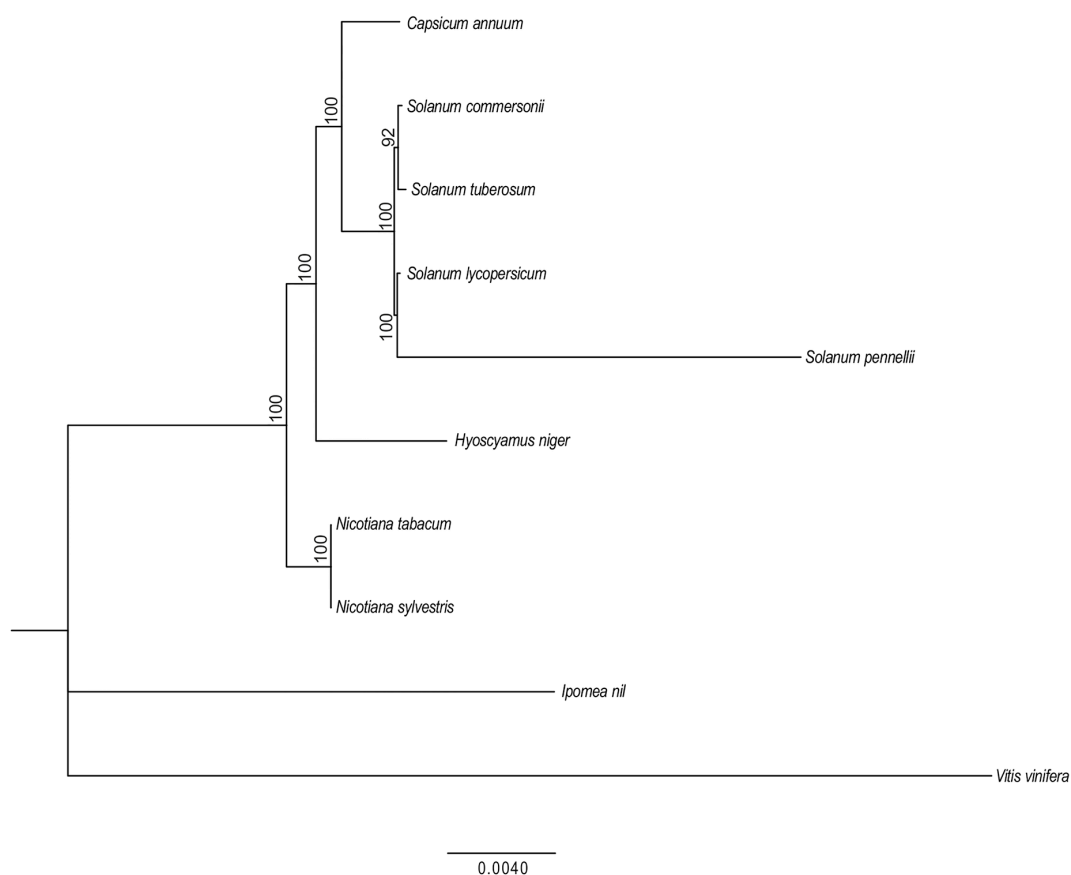 Capsicum annuum
100
Solanum commersonii
92
Solanum tuberosum
100
Solanum lycopersicum
100
100
Solanum pennellii
100
Hyoscyamus niger
Nicotiana tabacum
100
Nicotiana sylvestris
Ipomea nil
Vitis vinifera
0.0040